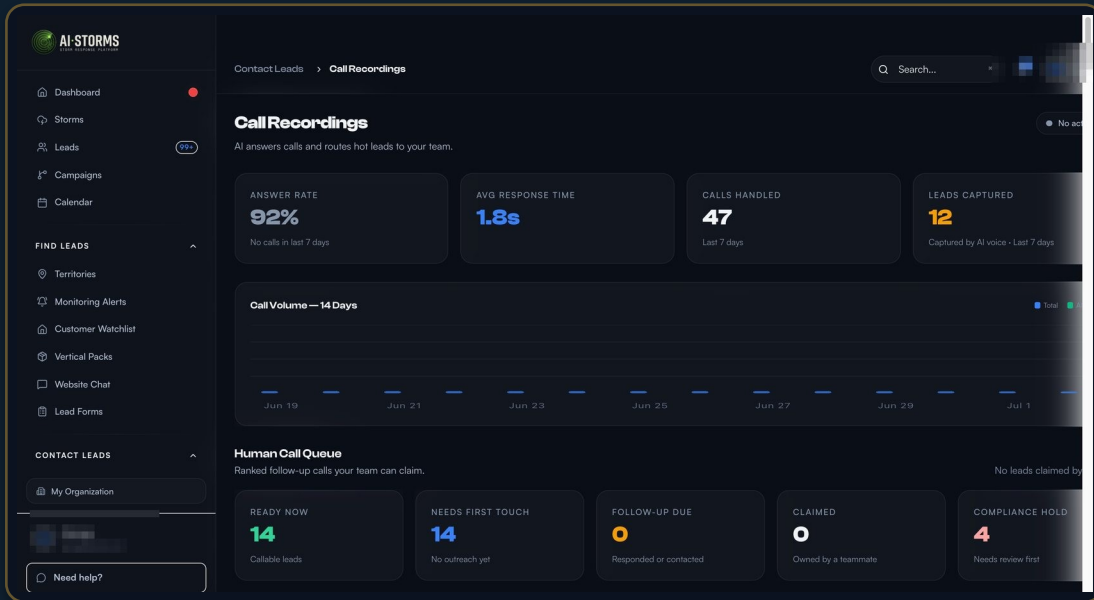 AI·STORMS
STORM RESPONSE PLATFORM
Dashboard
Storms
Leads
99+
Campaigns
Calendar
FIND LEADS
Territories
Monitoring Alerts
Customer Watchlist
Vertical Packs
Website Chat
Lead Forms
CONTACT LEADS
My Organization
Need help?
Contact Leads › Call Recordings
Search...
Call Recordings
AI answers calls and routes hot leads to your team.
No act
ANSWER RATE
92%
No calls in last 7 days
AVG RESPONSE TIME
1.8s
CALLS HANDLED
47
Last 7 days
LEADS CAPTURED
12
Captured by AI voice · Last 7 days
Call Volume — 14 Days
Total
Jun 19 Jun 21 Jun 23 Jun 25 Jun 27 Jun 29 Jul 1
Human Call Queue
Ranked follow-up calls your team can claim.
No leads claimed by
READY NOW
14
Callable leads
NEEDS FIRST TOUCH
14
No outreach yet
FOLLOW-UP DUE
0
Responded or contacted
CLAIMED
0
Owned by a teammate
COMPLIANCE HOLD
4
Needs review first